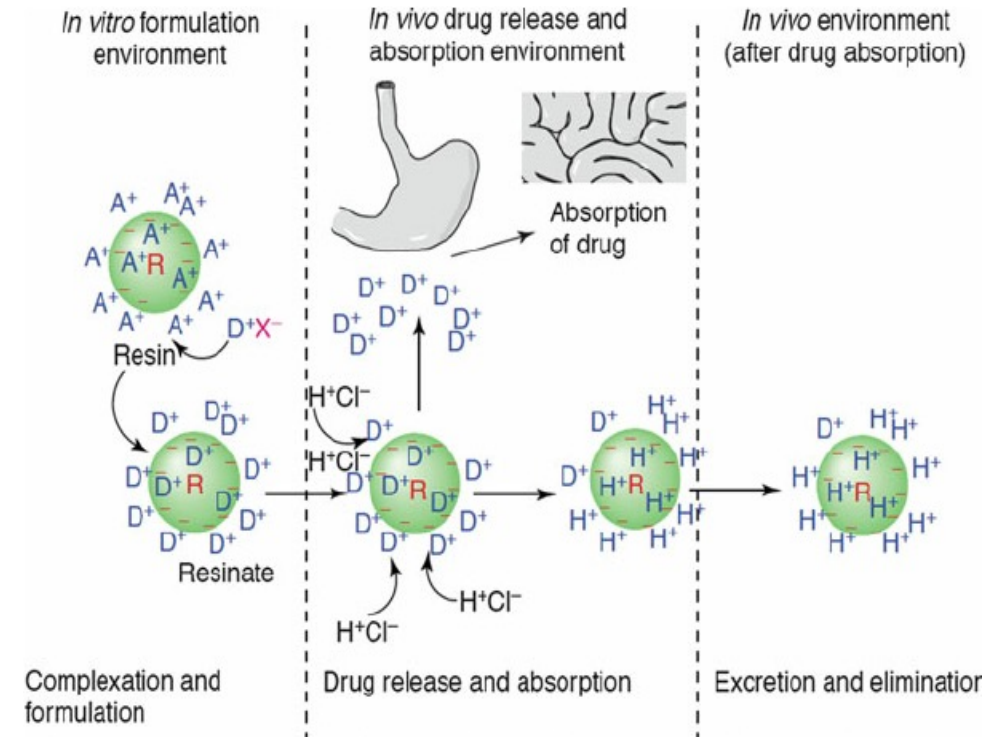 In vitro formulation
environment
In vivo drug release and
absorption environment
In vivo environment
(after drug absorption)
A+ A+ A+
A+ A+ A+
A+ R A+
A+ A+
A+ A+ D+X−
Resin
Absorption
of drug
D+ D+ D+
D+ D+ D+
D+ D+
H+Cl−
H+Cl−
D+ D+ D+
D+ D+ D+
D+ R D+
D+ D+
D+ D+
Resinate
D+
D+ D+
D+ D+ R D+
D+ D+
D+ D+
H+Cl−
H+Cl−
D+ H+ H+
D+ H+ H+
H+ R H+
H+ H+
H+ H+
D+ H+ H+
H+ H+ H+
H+ R H+
H+ H+
H+ H+
Complexation and
formulation
Drug release and absorption
Excretion and elimination